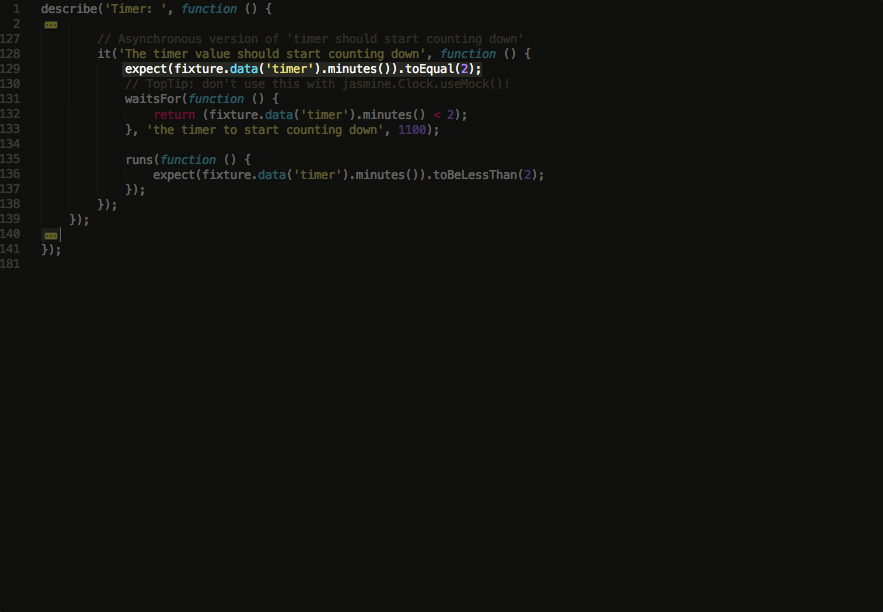 1 describe('Timer: ', function () {
2 ...
127 // Asynchronous version of 'timer should start counting down'
128 it('The timer value should start counting down', function () {
129 expect(fixture.data('timer').minutes()).toEqual(2);
130 // TopTip: don't use this with jasmine.Clock.useMock()!
131 waitsFor(function () {
132 return (fixture.data('timer').minutes() < 2);
133 }, 'the timer to start counting down', 1100);
134
135 runs(function () {
136 expect(fixture.data('timer').minutes()).toBeLessThan(2);
137 });
138 });
139 });
140 ...
141 });
181